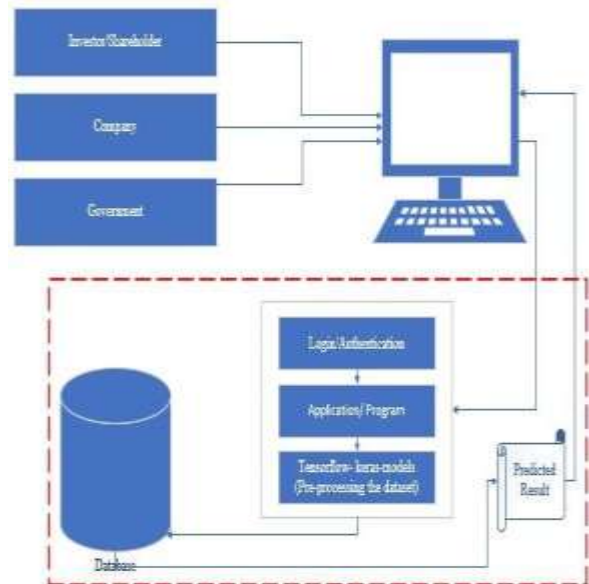 Investor/Shareholder
Company
Government
Login/Authentication
Application/ Program
Tensorflow- keras-models
(Pre-processing the dataset)
Predicted
Result
Database